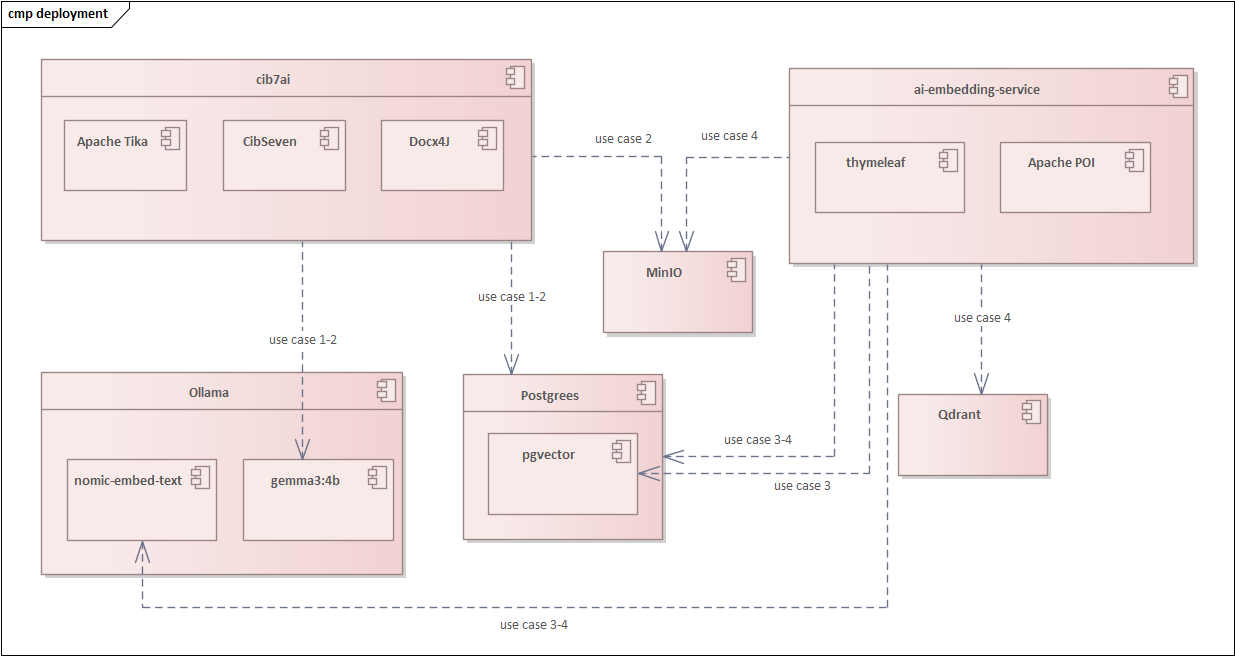 cmp deployment
cib7ai
Apache Tika
CibSeven
Docx4J
ai-embedding-service
thymeleaf
Apache POI
use case 2
use case 4
MinIO
use case 1-2
use case 1-2
use case 4
Ollama
nomic-embed-text
gemma3:4b
Postgrees
pgvector
use case 3-4
use case 3
Qdrant
use case 3-4